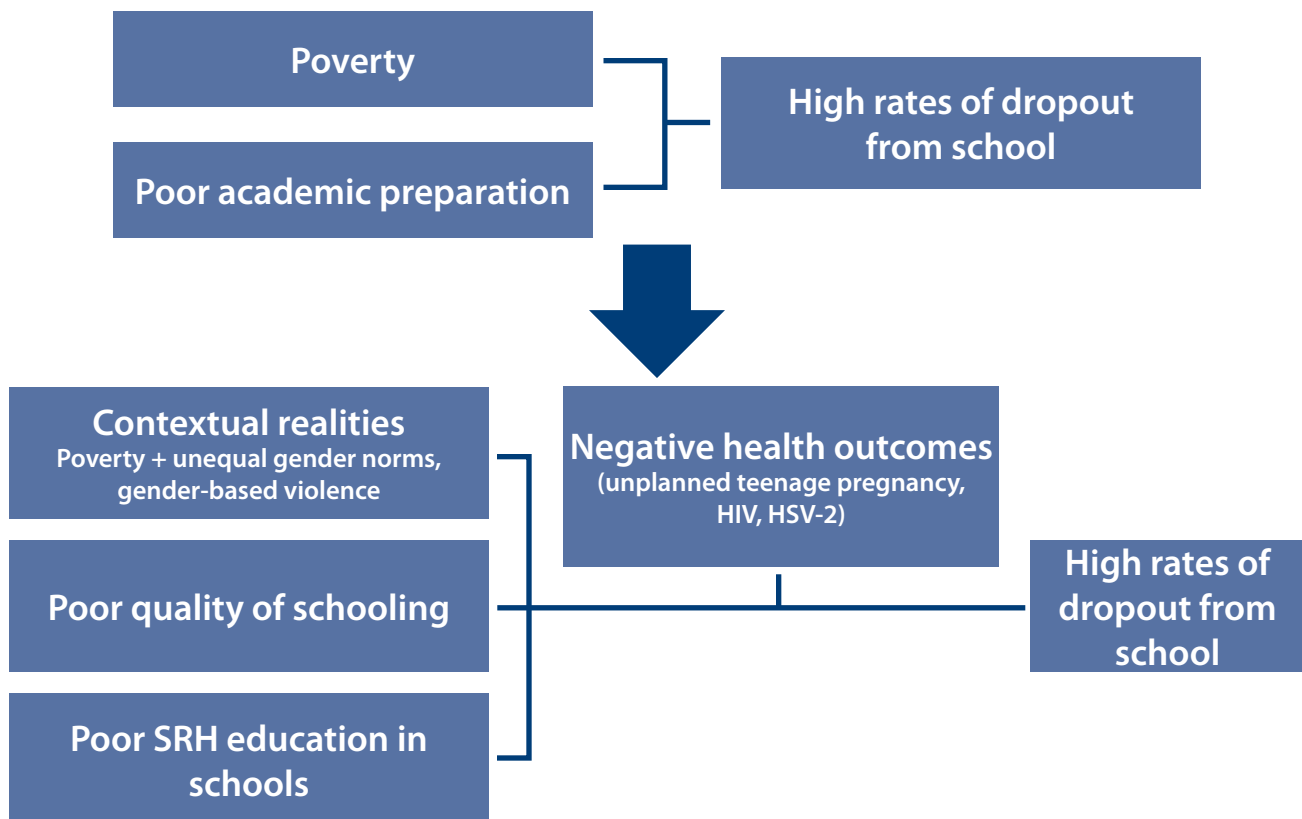 Poverty
Poor academic preparation
High rates of dropout
from school
Contextual realities
Poverty + unequal gender norms,
gender-based violence
Poor quality of schooling
Poor SRH education in
schools
Negative health outcomes
(unplanned teenage pregnancy,
HIV, HSV-2)
High rates of
dropout from
school